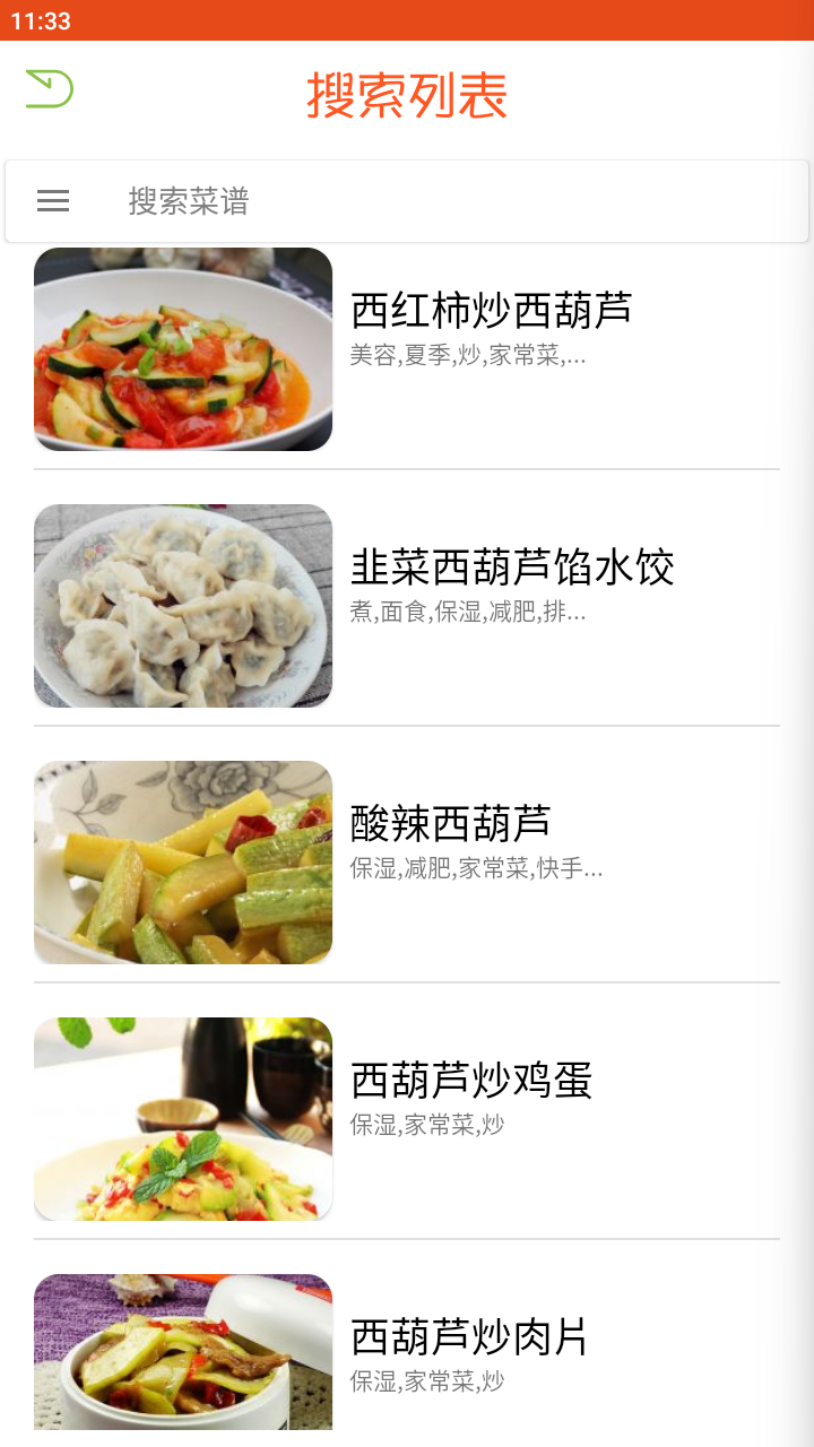 11:33
搜索列表
搜索菜谱
西红柿炒西葫芦
美容,夏季,炒,家常菜,...
韭菜西葫芦馅水饺
煮,面食,保湿,减肥,排...
酸辣西葫芦
保湿,减肥,家常菜,快手...
西葫芦炒鸡蛋
保湿,家常菜,炒
西葫芦炒肉片
保湿,家常菜,炒